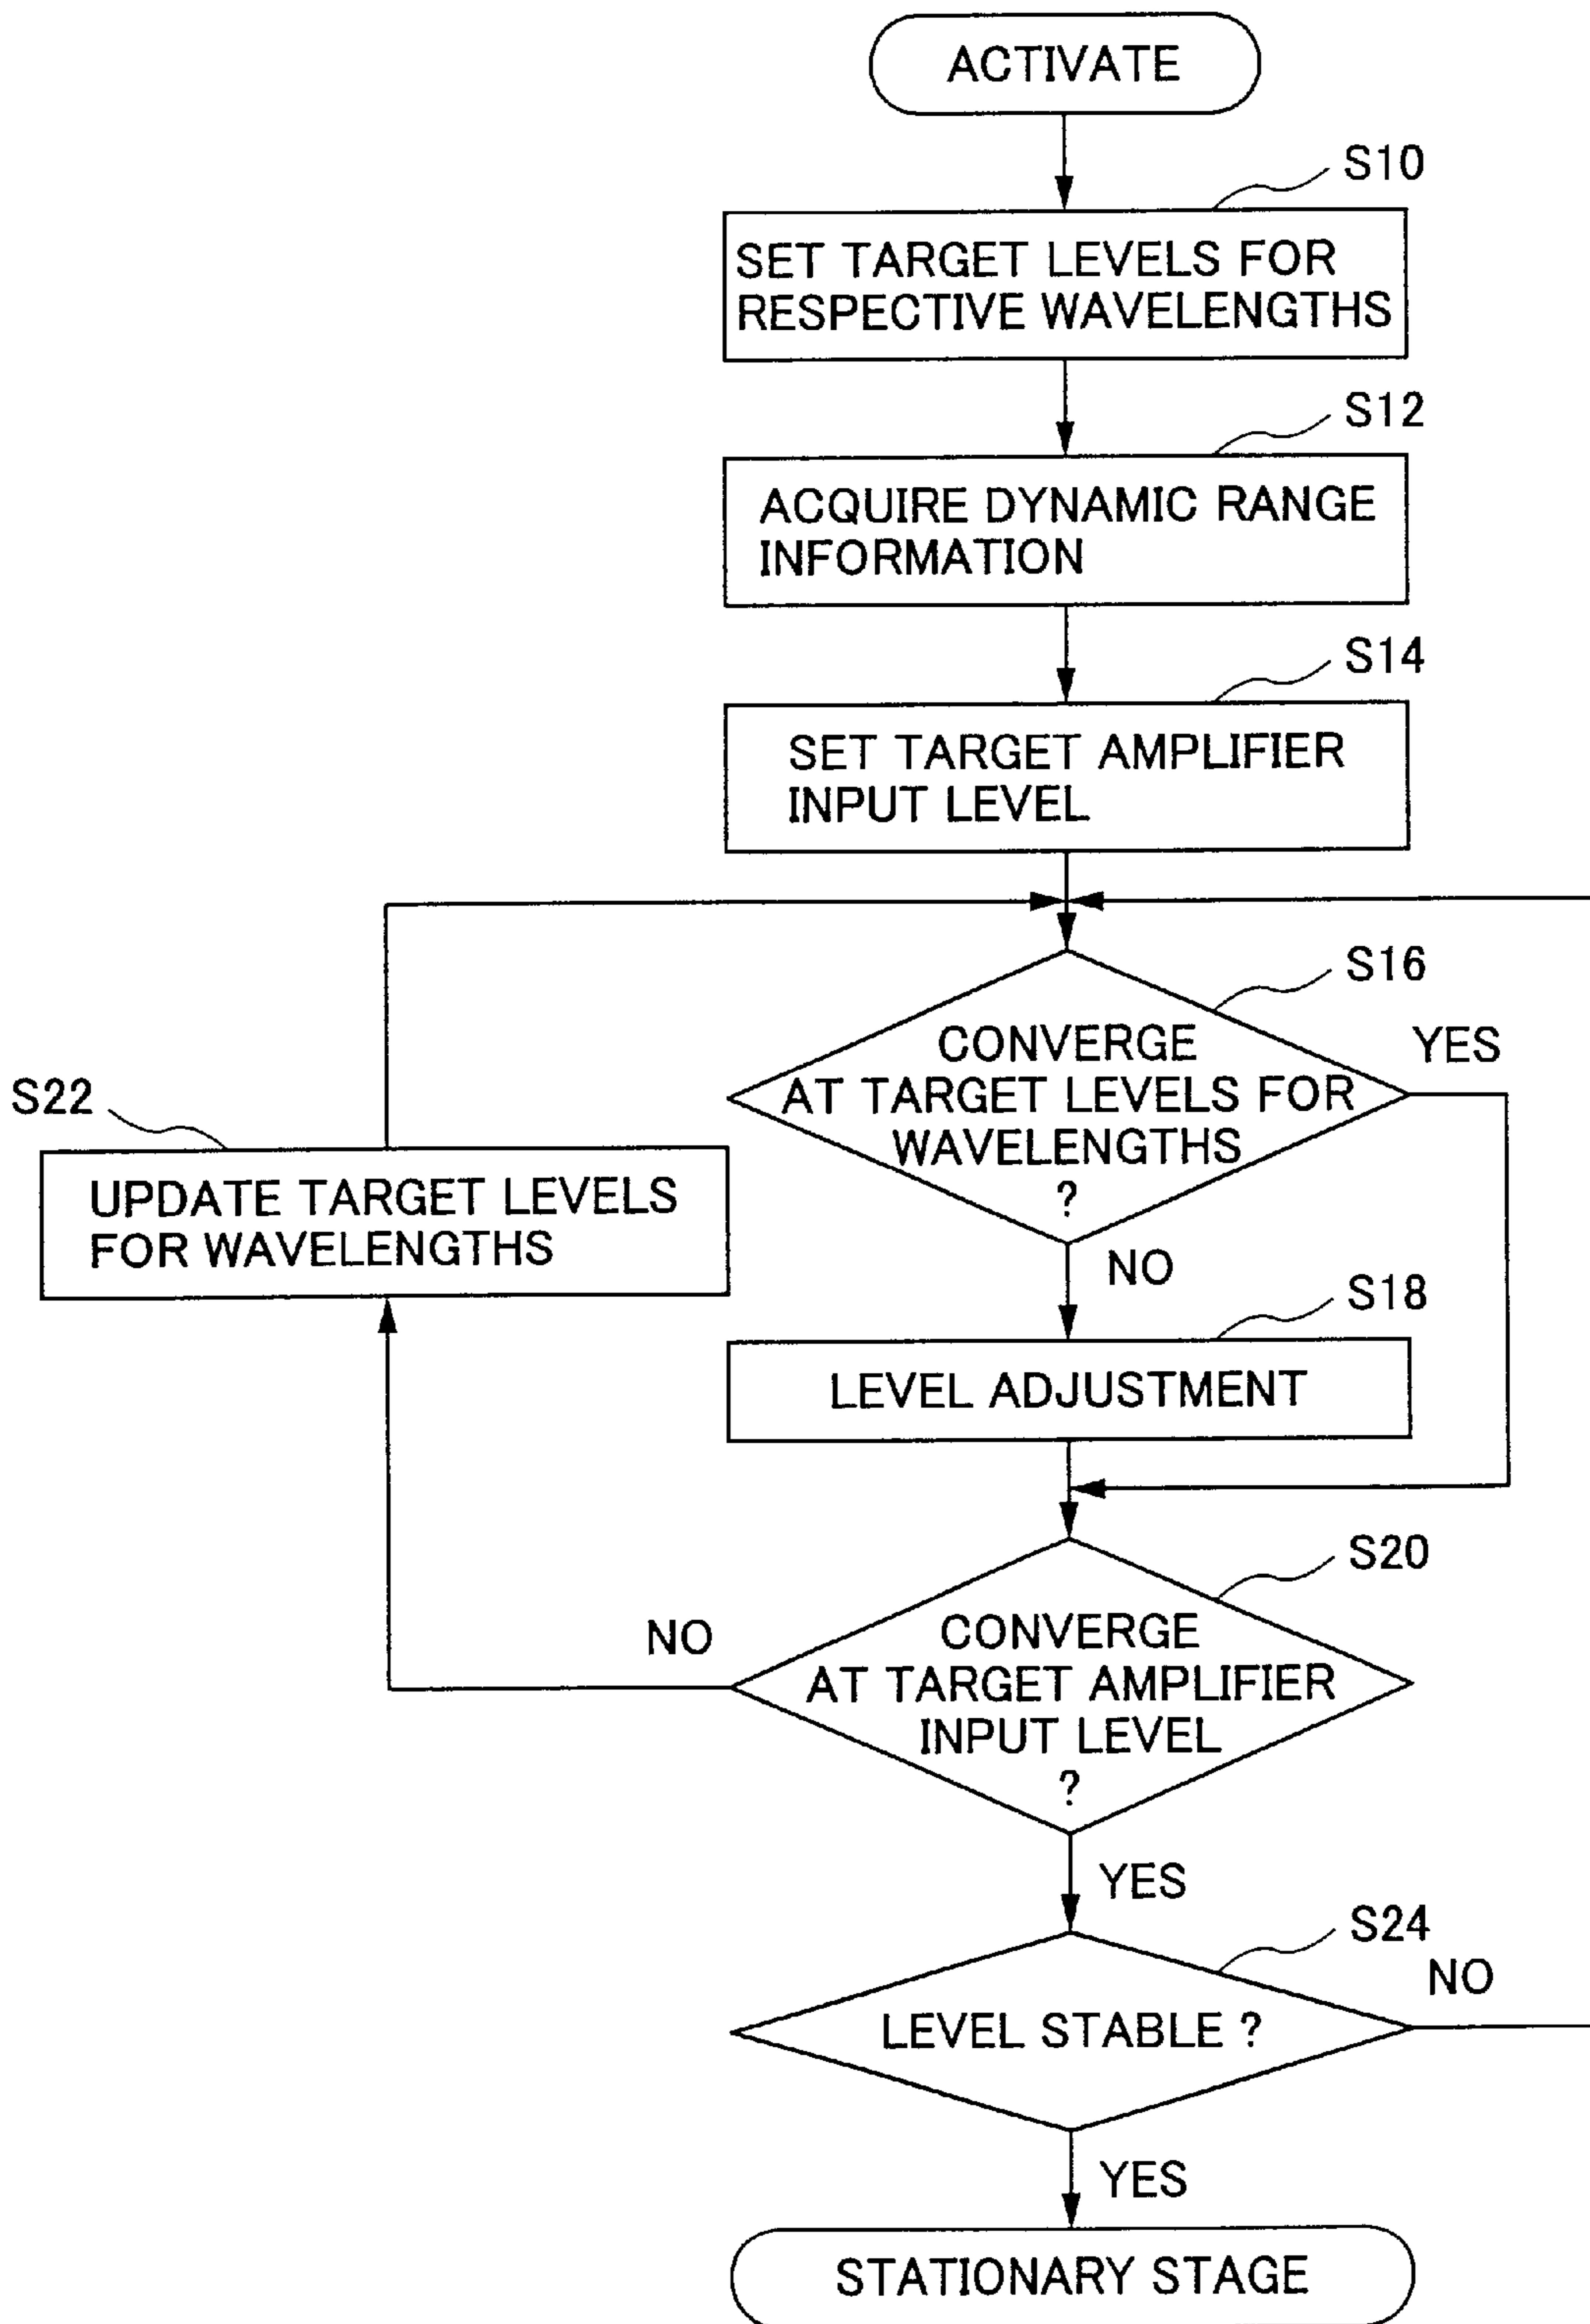 ACTIVATE
S10
SET TARGET LEVELS FOR
RESPECTIVE WAVELENGTHS
S12
ACQUIRE DYNAMIC RANGE
INFORMATION
S14
SET TARGET AMPLIFIER
INPUT LEVEL
S16
CONVERGE
AT TARGET LEVELS FOR
WAVELENGTHS
?
YES
NO
S22
UPDATE TARGET LEVELS
FOR WAVELENGTHS
S18
LEVEL ADJUSTMENT
S20
CONVERGE
AT TARGET AMPLIFIER
INPUT LEVEL
?
NO
YES
S24
LEVEL STABLE ?
NO
YES
STATIONARY STAGE